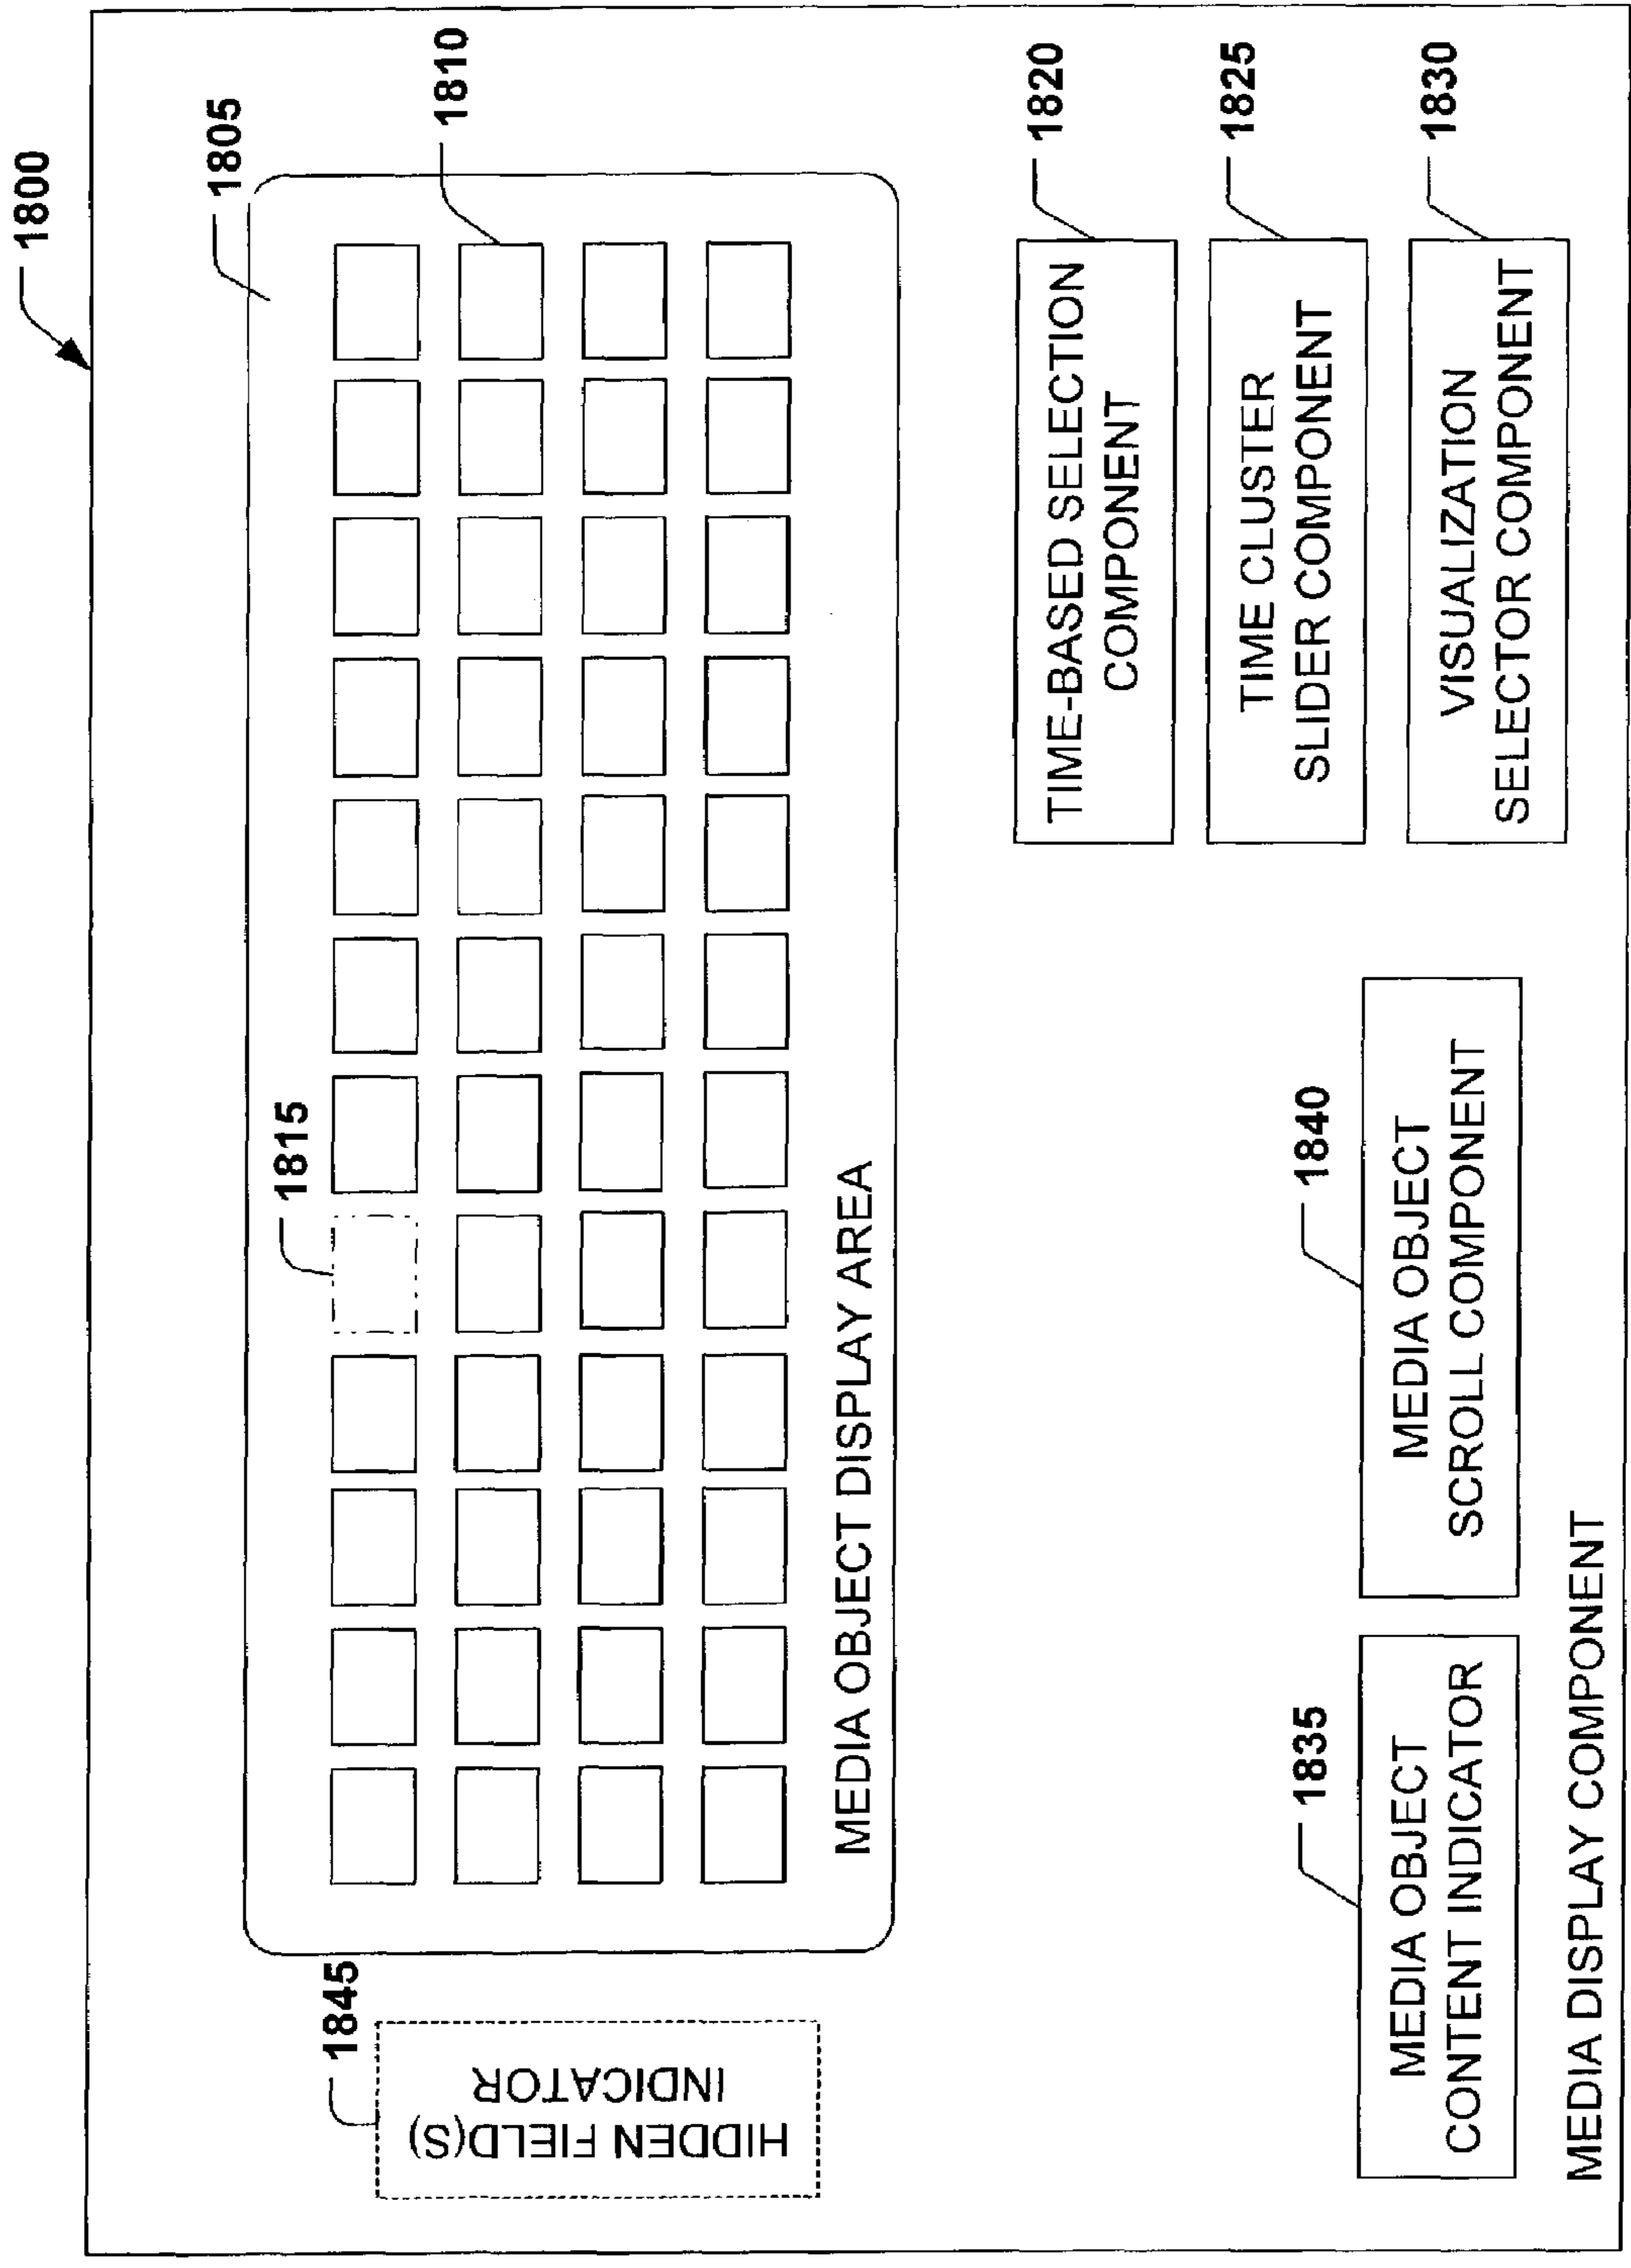 1800
1805
1810
1815
MEDIA OBJECT DISPLAY AREA
1845
HIDDEN FIELD(S)
INDICATOR
1820
TIME-BASED SELECTION
COMPONENT
1825
TIME CLUSTER
SLIDER COMPONENT
1830
VISUALIZATION
SELECTOR COMPONENT
1835
MEDIA OBJECT
CONTENT INDICATOR
1840
MEDIA OBJECT
SCROLL COMPONENT
MEDIA DISPLAY COMPONENT